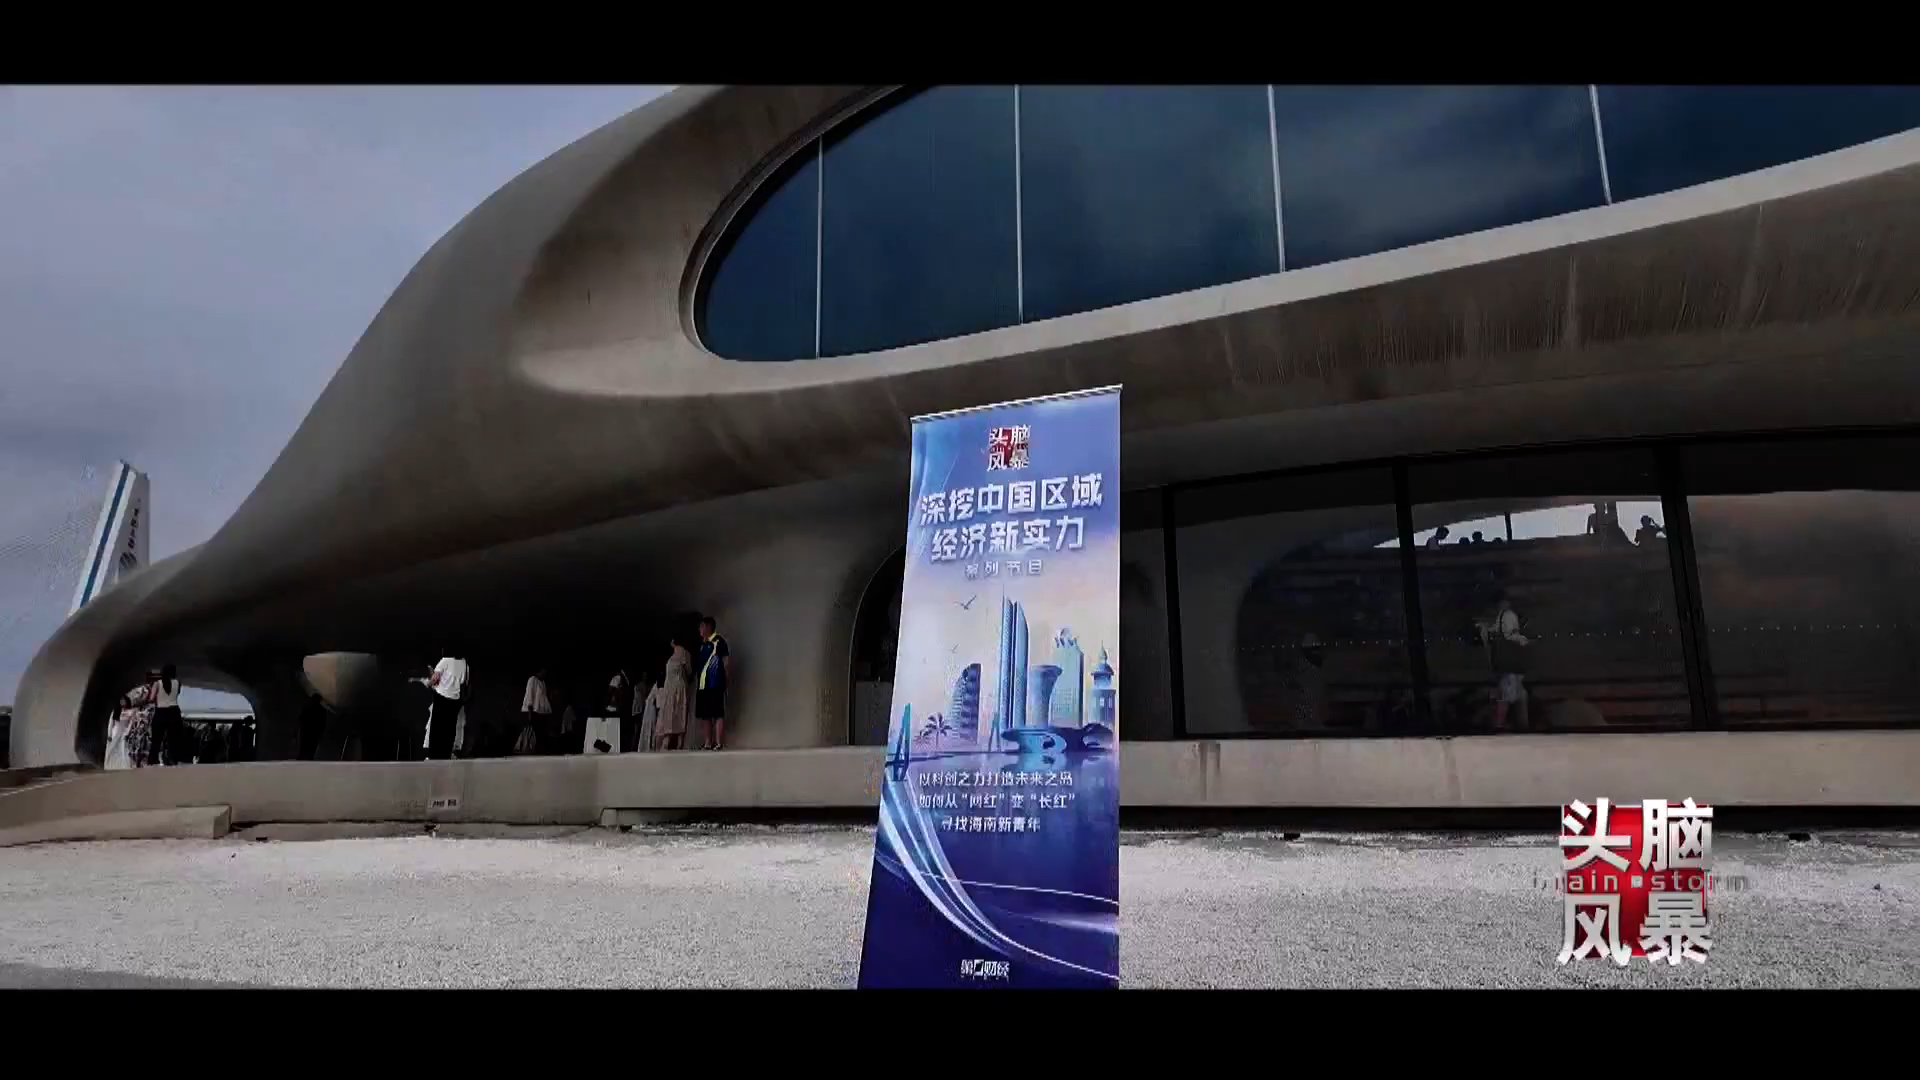 头脑
风暴
深挖中国区域
经济新实力
系列节目
以科创之力打造未来之岛
如何从“网红”变“长红”
寻找海南新青年
第一财经
头脑
brain storm
风暴